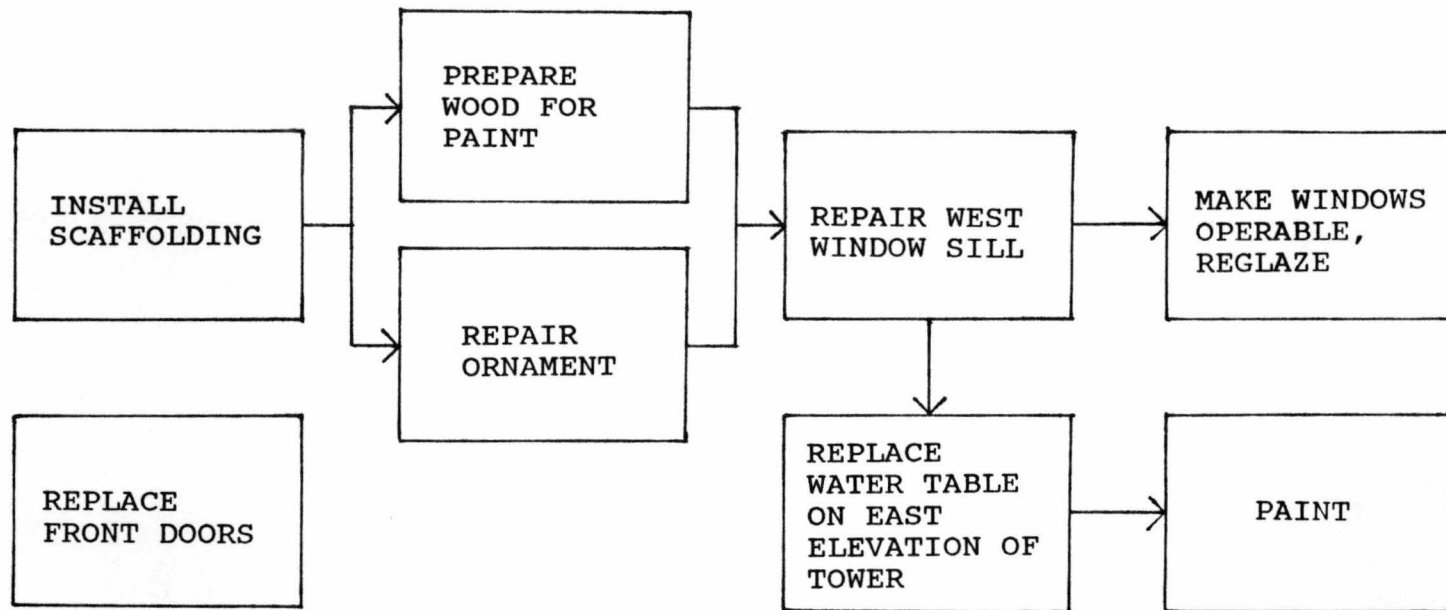 INSTALL
SCAFFOLDING
PREPARE
WOOD FOR
PAINT
REPAIR
ORNAMENT
REPAIR WEST
WINDOW SILL
MAKE WINDOWS
OPERABLE,
REGLAZE
REPLACE
FRONT DOORS
REPLACE
WATER TABLE
ON EAST
ELEVATION OF
TOWER
PAINT